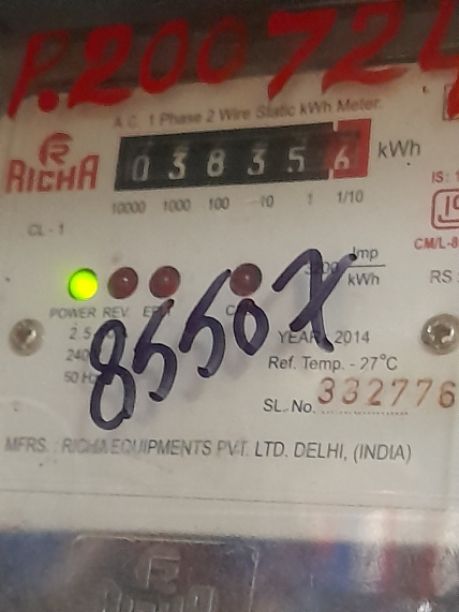 P.200724
A.C. 1 Phase 2 Wire Static kWh Meter.
RICHA
038356 kWh
10000 1000 100 10 1 1/10
IS:
CL - 1
CM/L-8
3200 Imp
kWh
RS
POWER REV. C
8550X
2.5
YEAR 2014
240
Ref. Temp. - 27°C
50 Hz
SL. No. 332776
MFRS. : RICHA EQUIPMENTS PVT. LTD. DELHI, (INDIA)
RICHA